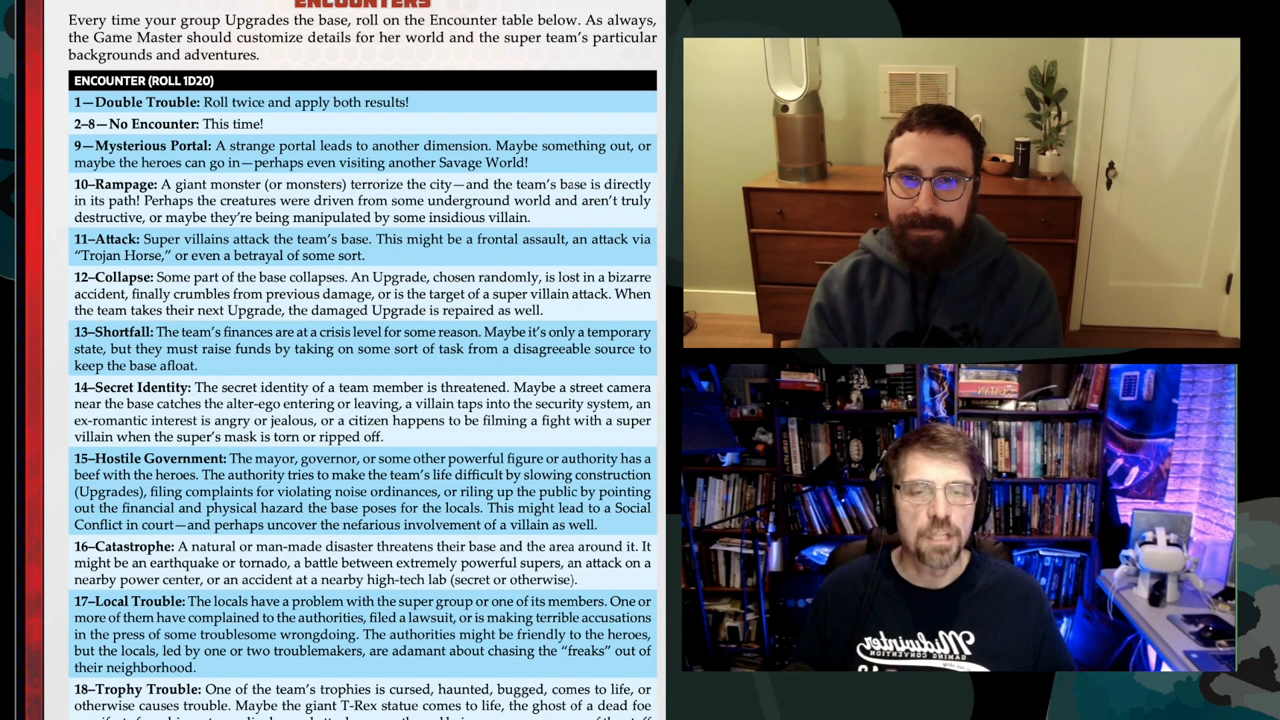 ENCOUNTERS
Every time your group Upgrades the base, roll on the Encounter table below. As always,
the Game Master should customize details for her world and the super team's particular
backgrounds and adventures.
ENCOUNTER (ROLL 1D20)
1—Double Trouble: Roll twice and apply both results!
2–8—No Encounter: This time!
9—Mysterious Portal: A strange portal leads to another dimension. Maybe something out, or
maybe the heroes can go in—perhaps even visiting another Savage World!
10–Rampage: A giant monster (or monsters) terrorize the city—and the team's base is directly
in its path! Perhaps the creatures were driven from some underground world and aren't truly
destructive, or maybe they're being manipulated by some insidious villain.
11–Attack: Super villains attack the team's base. This might be a frontal assault, an attack via
“Trojan Horse,” or even a betrayal of some sort.
12–Collapse: Some part of the base collapses. An Upgrade, chosen randomly, is lost in a bizarre
accident, finally crumbles from previous damage, or is the target of a super villain attack. When
the team takes their next Upgrade, the damaged Upgrade is repaired as well.
13–Shortfall: The team's finances are at a crisis level for some reason. Maybe it's only a temporary
state, but they must raise funds by taking on some sort of task from a disagreeable source to
keep the base afloat.
14–Secret Identity: The secret identity of a team member is threatened. Maybe a street camera
near the base catches the alter-ego entering or leaving, a villain taps into the security system, an
ex-romantic interest is angry or jealous, or a citizen happens to be filming a fight with a super
villain when the super's mask is torn or ripped off.
15–Hostile Government: The mayor, governor, or some other powerful figure or authority has a
beef with the heroes. The authority tries to make the team's life difficult by slowing construction
(Upgrades), filing complaints for violating noise ordinances, or riling up the public by pointing
out the financial and physical hazard the base poses for the locals. This might lead to a Social
Conflict in court—and perhaps uncover the nefarious involvement of a villain as well.
16–Catastrophe: A natural or man-made disaster threatens their base and the area around it. It
might be an earthquake or tornado, a battle between extremely powerful supers, an attack on a
nearby power center, or an accident at a nearby high-tech lab (secret or otherwise).
17–Local Trouble: The locals have a problem with the super group or one of its members. One or
more of them have complained to the authorities, filed a lawsuit, or is making terrible accusations
in the press of some troublesome wrongdoing. The authorities might be friendly to the heroes,
but the locals, led by one or two troublemakers, are adamant about chasing the “freaks” out of
their neighborhood.
18–Trophy Trouble: One of the team's trophies is cursed, haunted, bugged, comes to life, or
otherwise causes trouble. Maybe the giant T-Rex statue comes to life, the ghost of a dead foe
Midwinter
GAMING CONVENTION